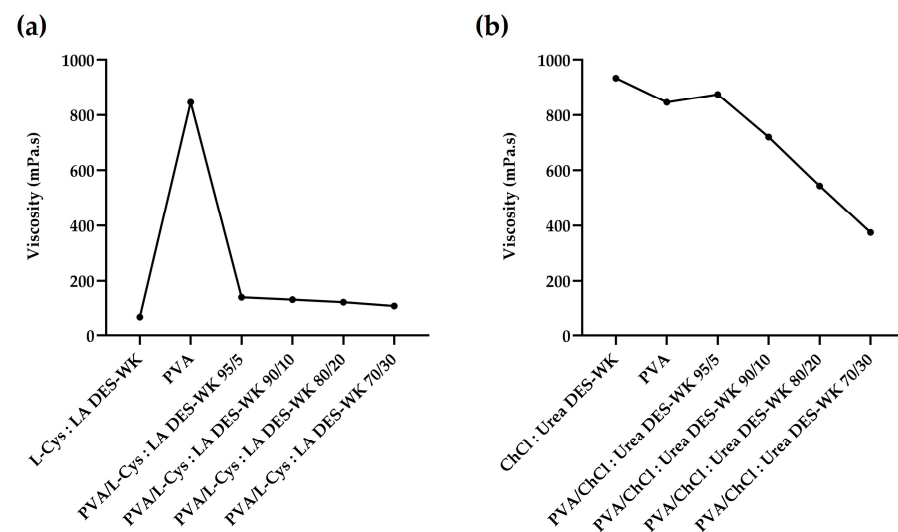 (a)
Viscosity (mPa.s)
1000
800
600
400
200
0
L-Cys : LA DES-WK
PVA
PVA/L-Cys : LA DES-WK 95/5
PVA/L-Cys : LA DES-WK 90/10
PVA/L-Cys : LA DES-WK 80/20
PVA/L-Cys : LA DES-WK 70/30
(b)
Viscosity (mPa.s)
1000
800
600
400
200
0
ChCl : Urea DES-WK
PVA
PVA/ChCl : Urea DES-WK 95/5
PVA/ChCl : Urea DES-WK 90/10
PVA/ChCl : Urea DES-WK 80/20
PVA/ChCl : Urea DES-WK 70/30